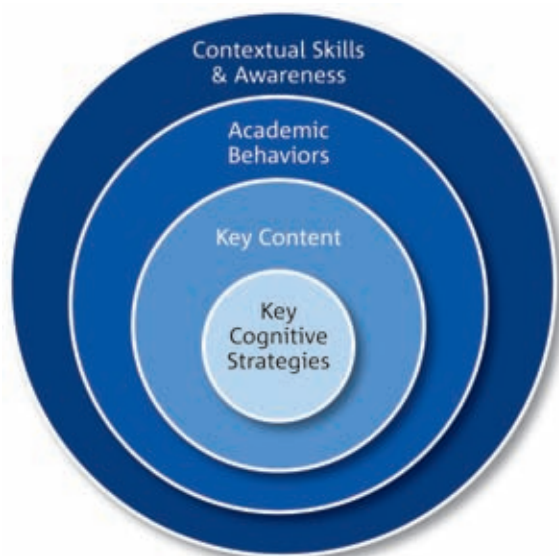 Contextual Skills
& Awareness
Academic
Behaviors
Key Content
Key
Cognitive
Strategies